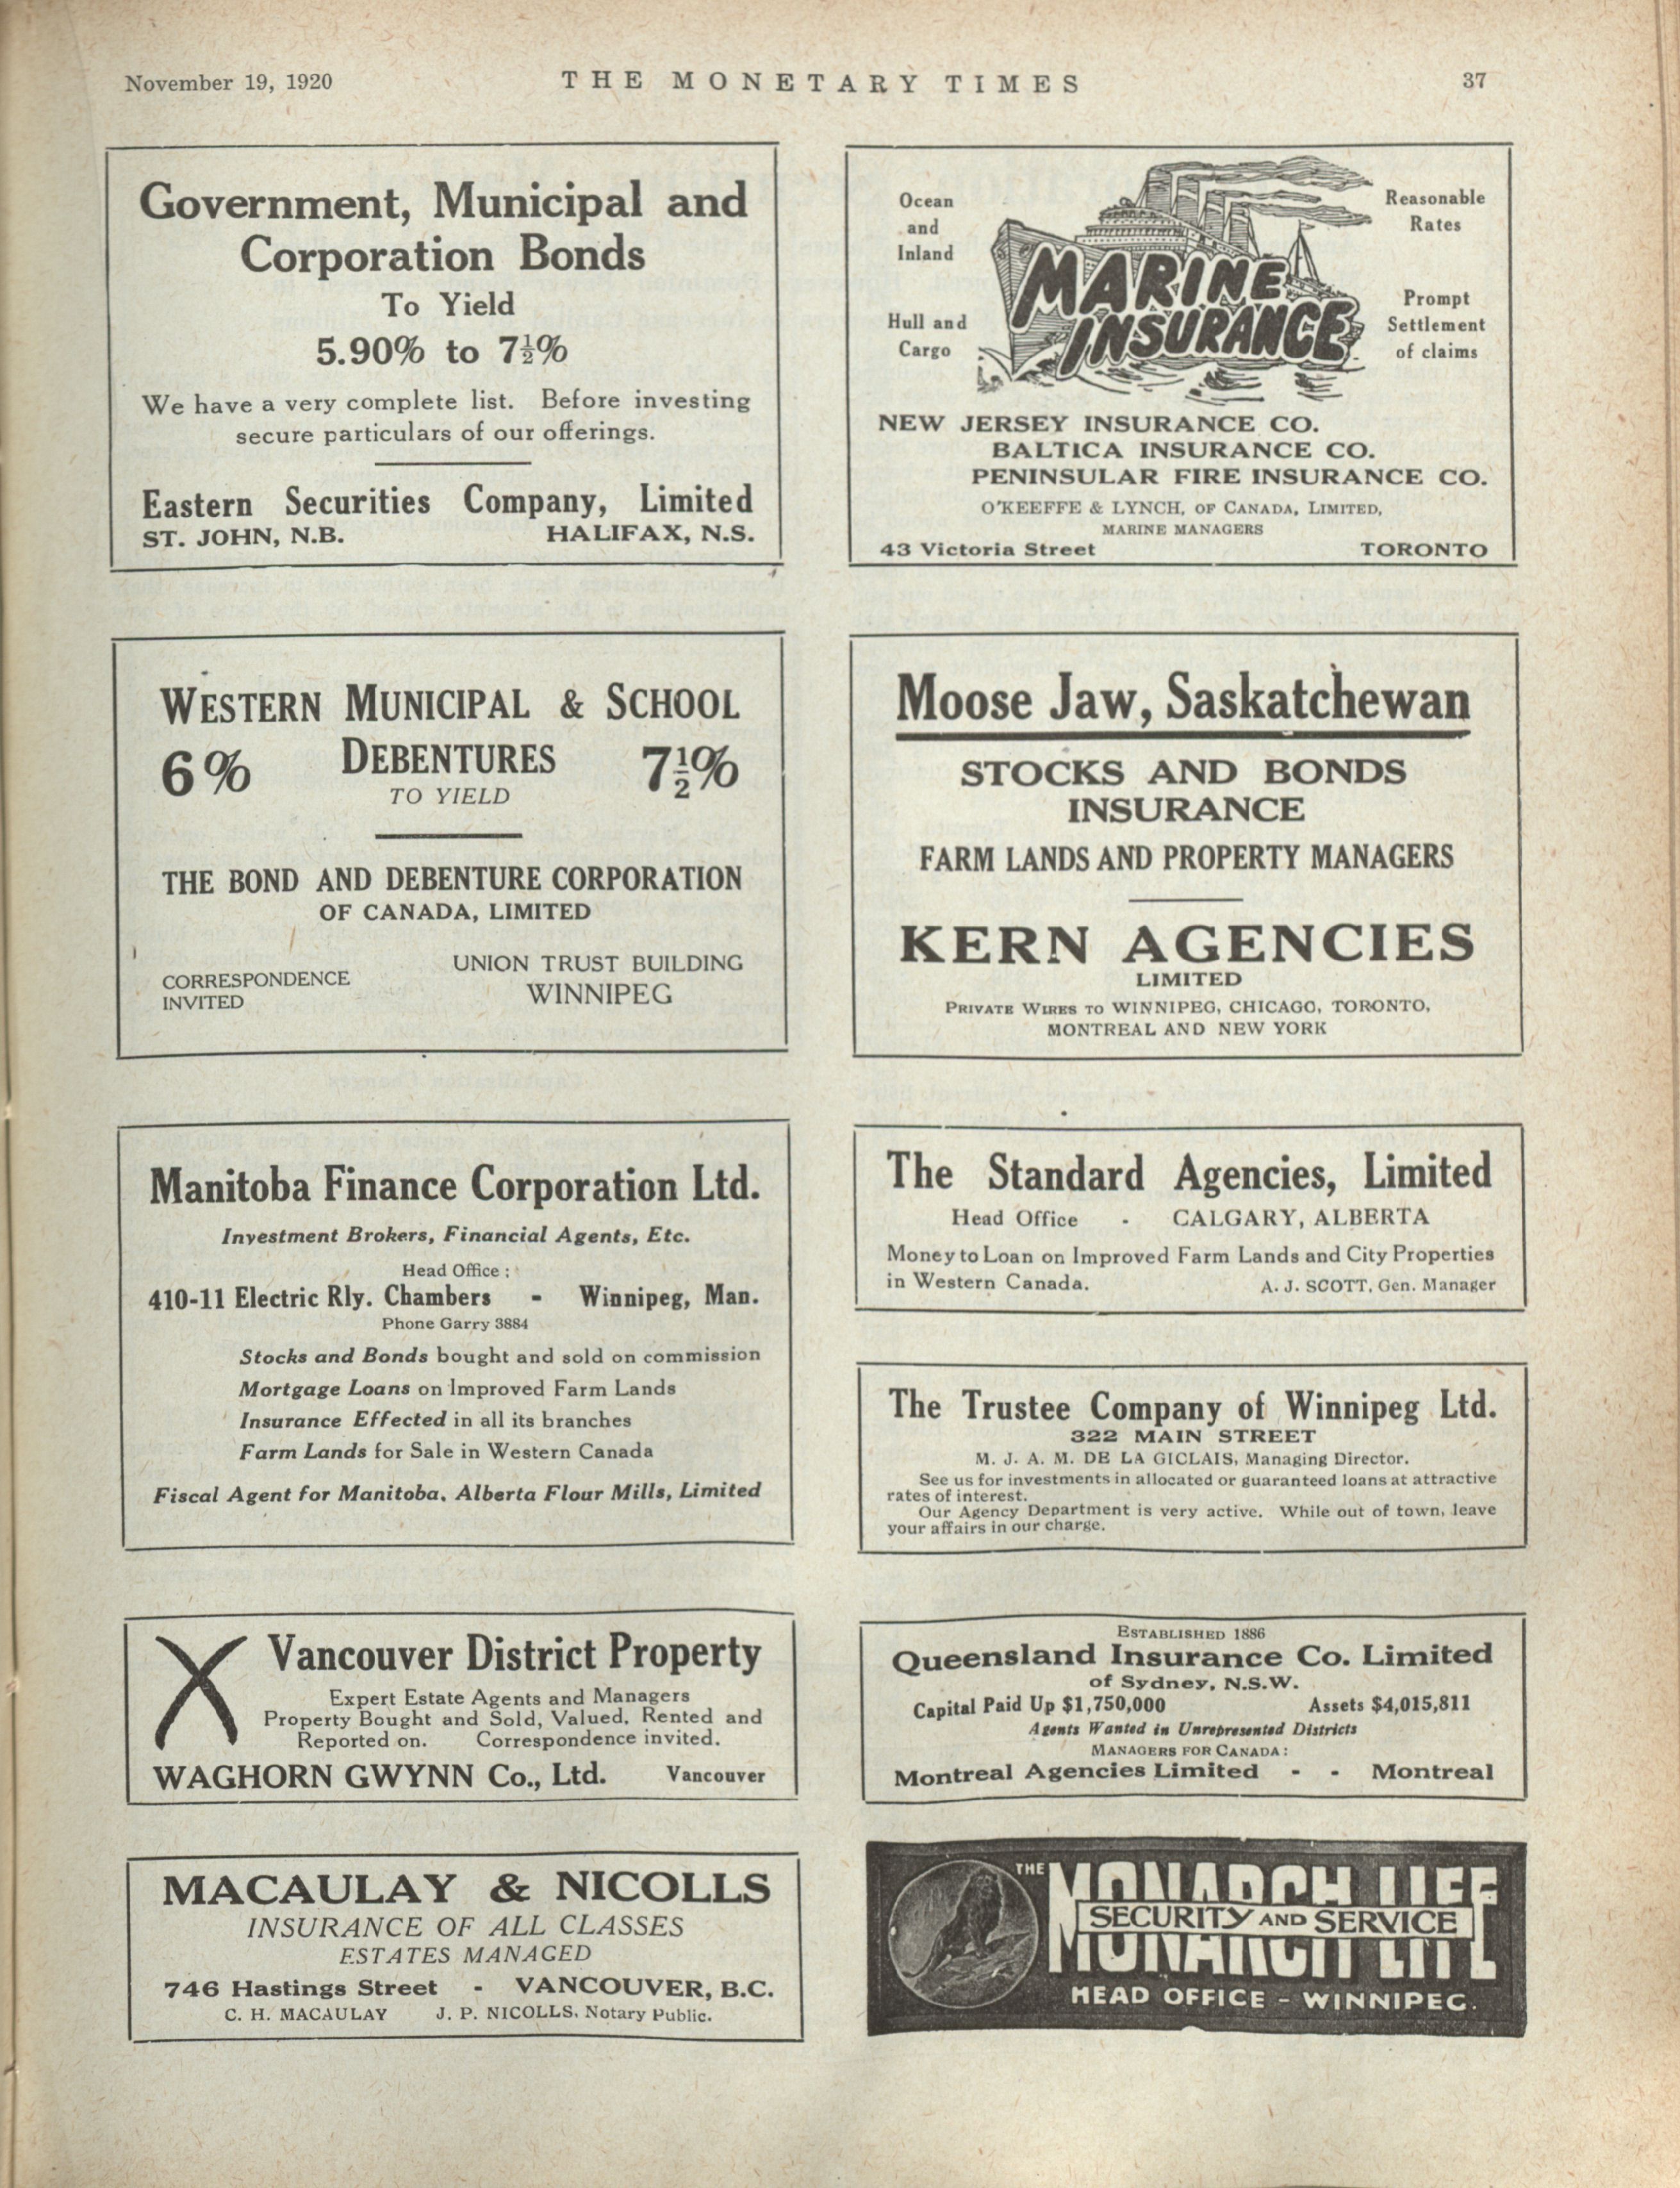 November 19, 1920
THE MONETARY TIMES
37
Government, Municipal and
Corporation Bonds
To Yield
5.90% to 7½%
We have a very complete list. Before investing
secure particulars of our offerings.
Eastern Securities Company, Limited
ST. JOHN, N.B. HALIFAX, N.S.
Ocean
and
Inland
Hull and
Cargo
MARINE
INSURANCE
Reasonable
Rates
Prompt
Settlement
of claims
NEW JERSEY INSURANCE CO.
BALTICA INSURANCE CO.
PENINSULAR FIRE INSURANCE CO.
O'KEEFFE & LYNCH, OF CANADA, LIMITED,
MARINE MANAGERS
43 Victoria Street TORONTO
WESTERN MUNICIPAL & SCHOOL
6% DEBENTURES 7½%
TO YIELD
THE BOND AND DEBENTURE CORPORATION
OF CANADA, LIMITED
CORRESPONDENCE
INVITED
UNION TRUST BUILDING
WINNIPEG
Moose Jaw, Saskatchewan
STOCKS AND BONDS
INSURANCE
FARM LANDS AND PROPERTY MANAGERS
KERN AGENCIES
LIMITED
PRIVATE WIRES TO WINNIPEG, CHICAGO, TORONTO,
MONTREAL AND NEW YORK
Manitoba Finance Corporation Ltd.
Investment Brokers, Financial Agents, Etc.
Head Office :
410-11 Electric Rly. Chambers - Winnipeg, Man.
Phone Garry 3884
Stocks and Bonds bought and sold on commission
Mortgage Loans on Improved Farm Lands
Insurance Effected in all its branches
Farm Lands for Sale in Western Canada
Fiscal Agent for Manitoba, Alberta Flour Mills, Limited
The Standard Agencies, Limited
Head Office - CALGARY, ALBERTA
Money to Loan on Improved Farm Lands and City Properties
in Western Canada. A. J. SCOTT, Gen. Manager
The Trustee Company of Winnipeg Ltd.
322 MAIN STREET
M. J. A. M. DE LA GICLAIS, Managing Director.
See us for investments in allocated or guaranteed loans at attractive
rates of interest.
Our Agency Department is very active. While out of town, leave
your affairs in our charge.
X Vancouver District Property
Expert Estate Agents and Managers
Property Bought and Sold, Valued, Rented and
Reported on. Correspondence invited.
WAGHORN GWYNN Co., Ltd. Vancouver
ESTABLISHED 1886
Queensland Insurance Co. Limited
of Sydney, N.S.W.
Capital Paid Up $1,750,000 Assets $4,015,811
Agents Wanted in Unrepresented Districts
MANAGERS FOR CANADA :
Montreal Agencies Limited - - Montreal
MACAULAY & NICOLLS
INSURANCE OF ALL CLASSES
ESTATES MANAGED
746 Hastings Street - VANCOUVER, B.C.
C. H. MACAULAY J. P. NICOLLS, Notary Public.
THE MONARCH LIFE
SECURITY AND SERVICE
HEAD OFFICE - WINNIPEG.